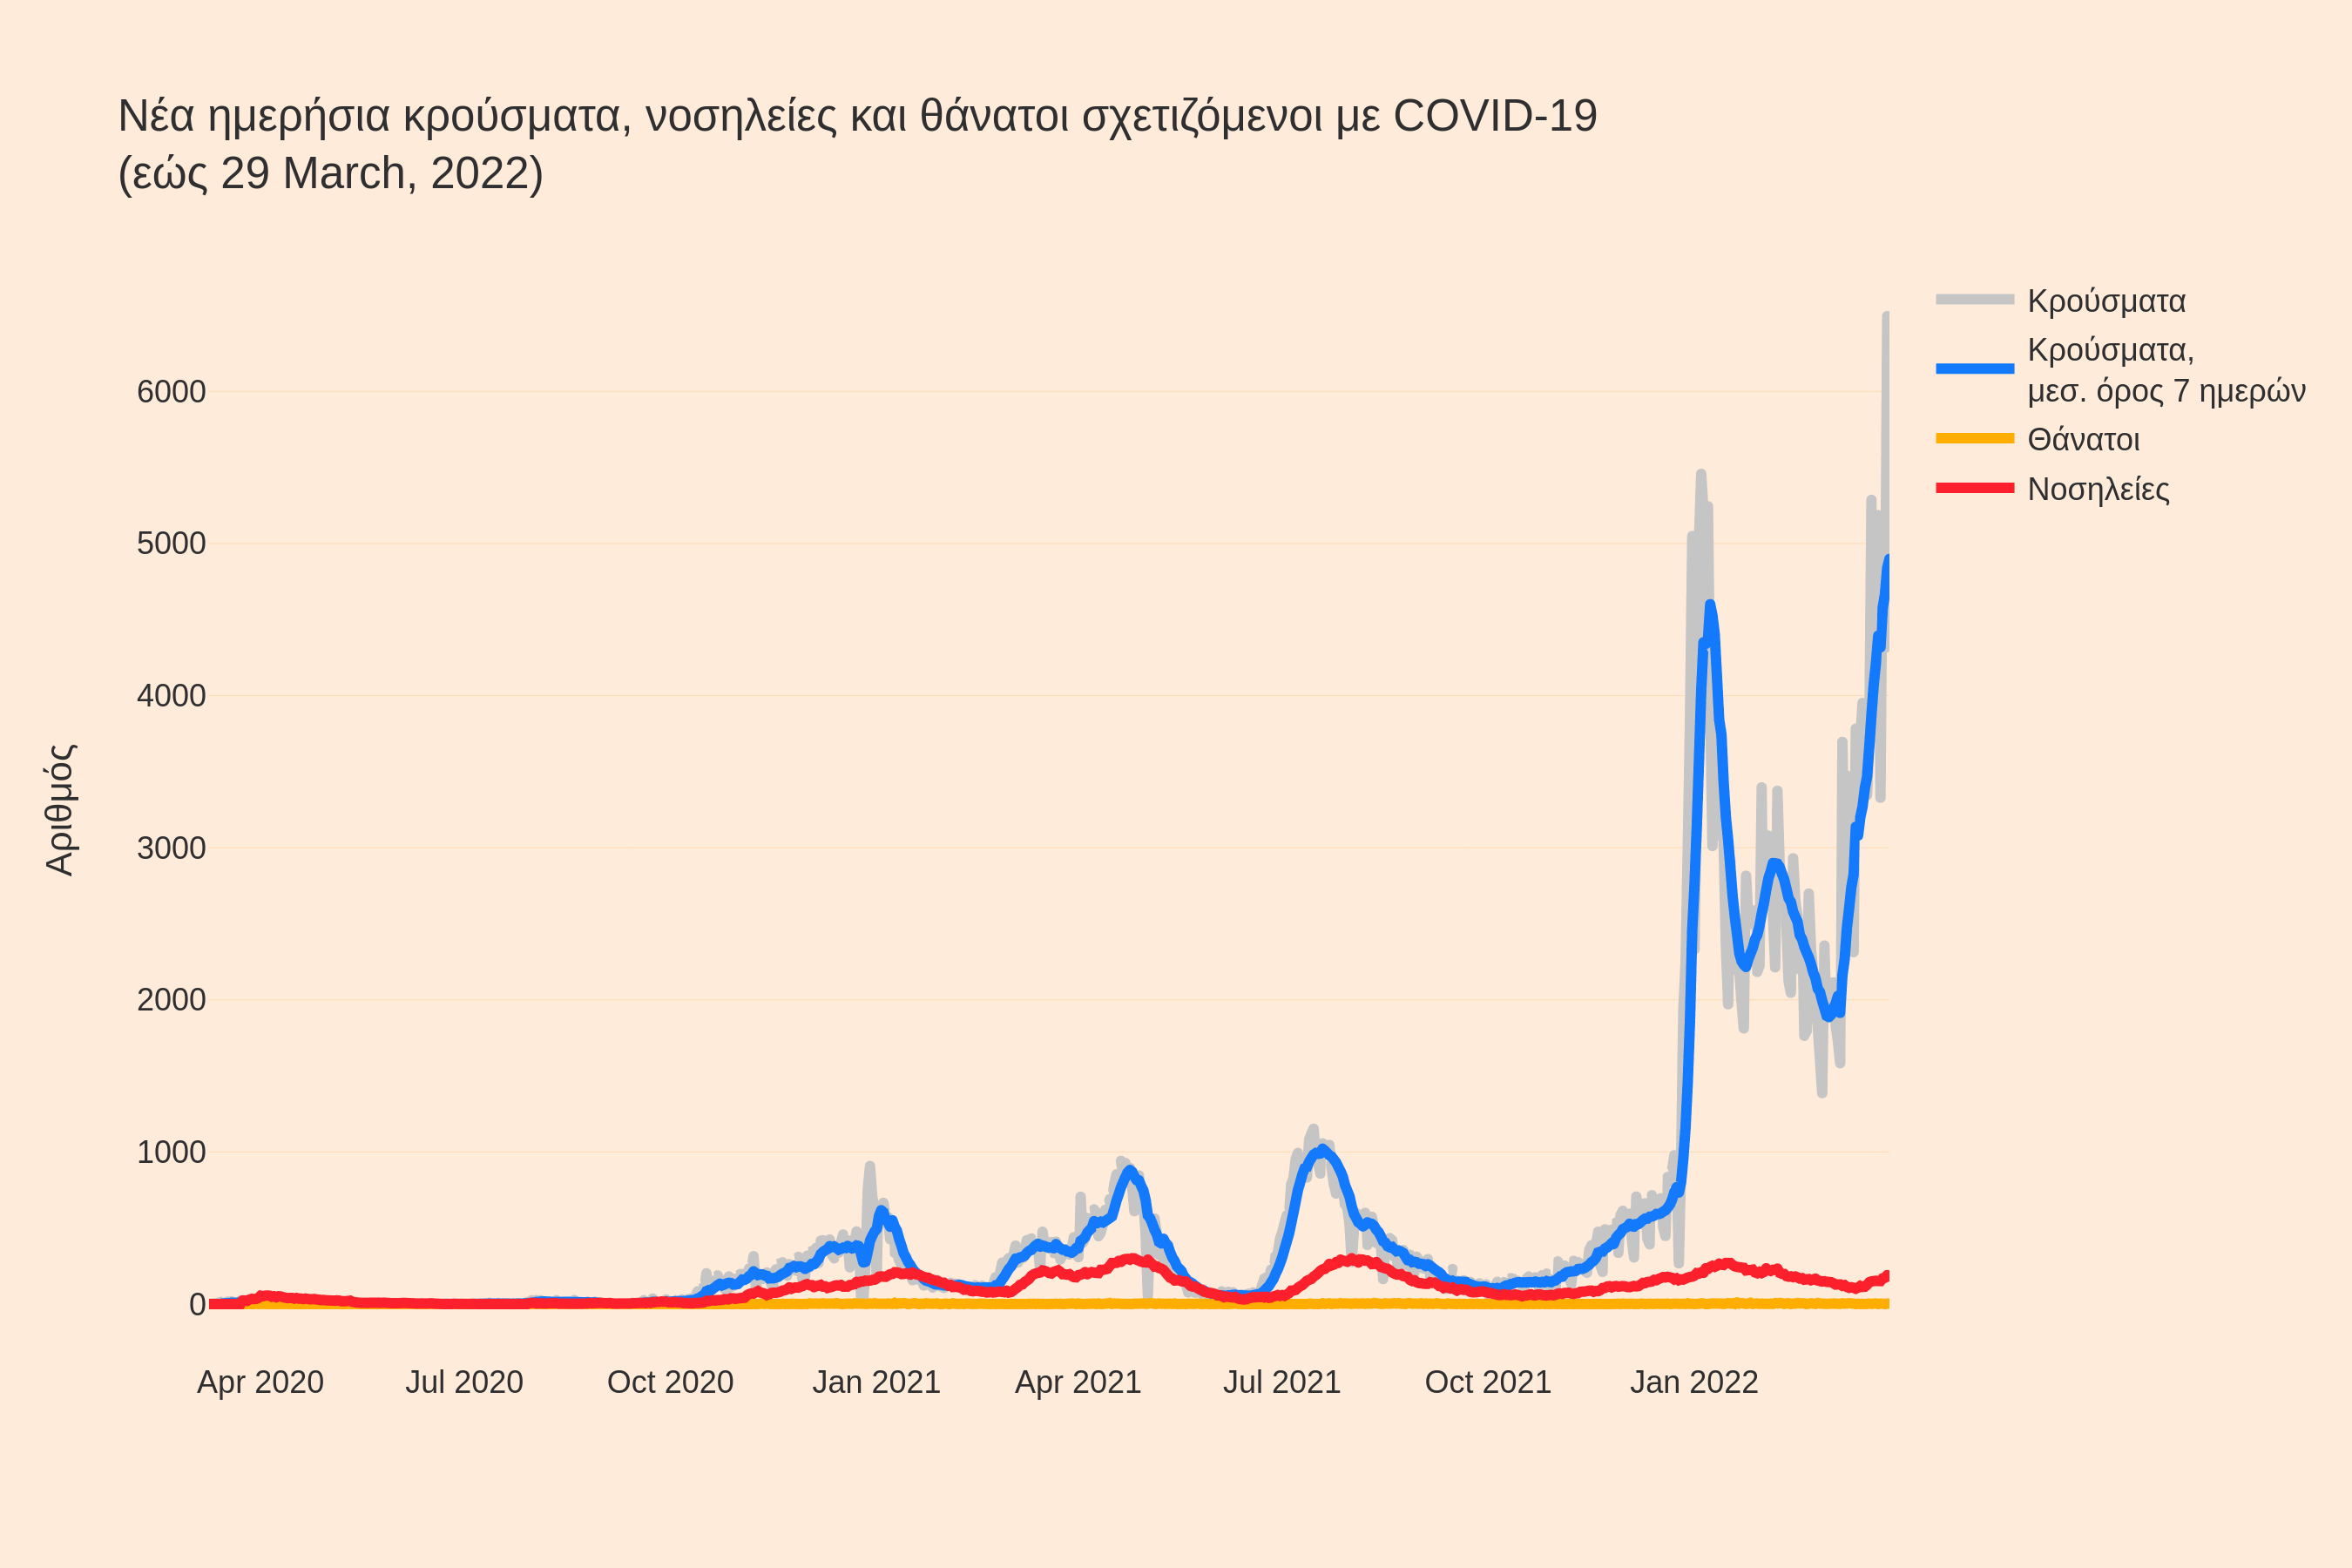 Νέα ημερήσια κρούσματα, νοσηλείες και θάνατοι σχετιζόμενοι με COVID-19
(εώς 29 March, 2022)
Κρούσματα
Κρούσματα,
μεσ. όρος 7 ημερών
Θάνατοι
Νοσηλείες
Αριθμός
6000
5000
4000
3000
2000
1000
0
Apr 2020
Jul 2020
Oct 2020
Jan 2021
Apr 2021
Jul 2021
Oct 2021
Jan 2022